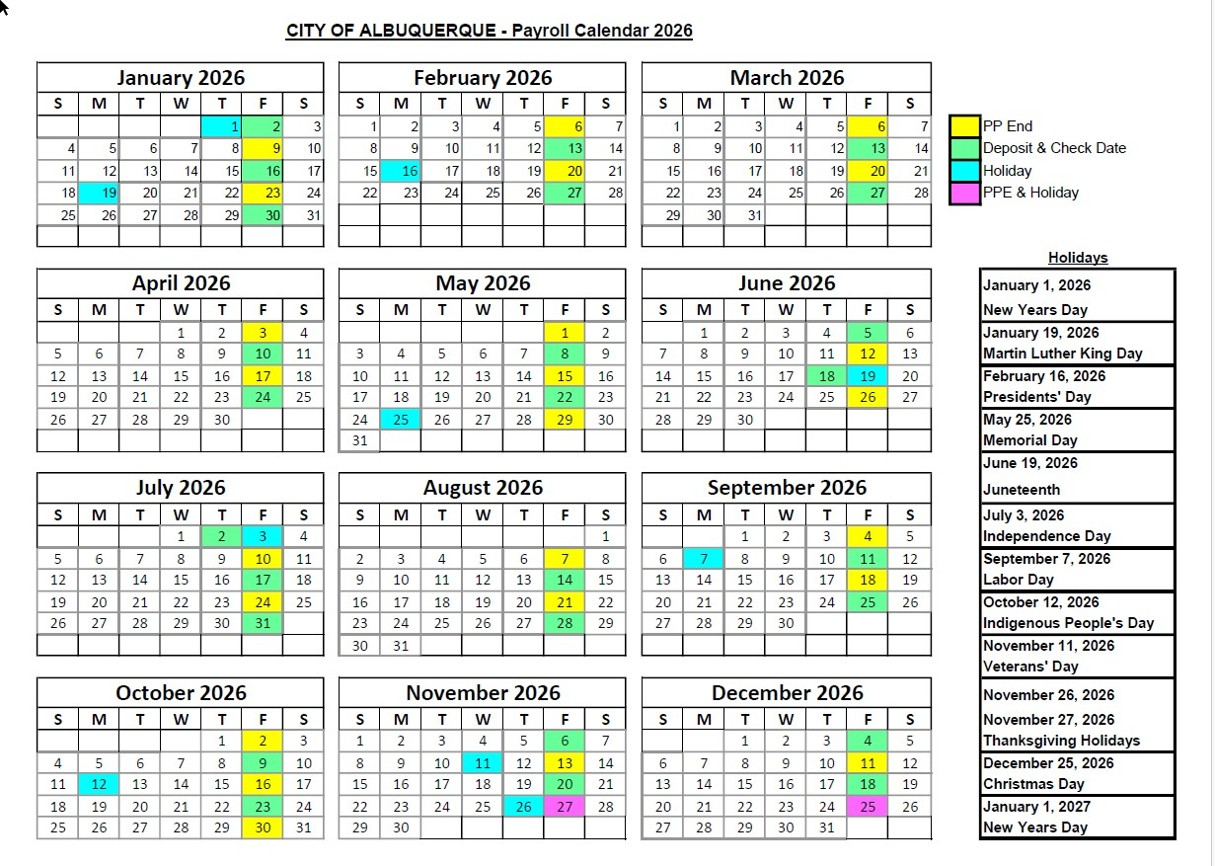 CITY OF ALBUQUERQUE - Payroll Calendar 2026
January 2026
S M T W T F S
1 2 3
4 5 6 7 8 9 10
11 12 13 14 15 16 17
18 19 20 21 22 23 24
25 26 27 28 29 30 31
February 2026
S M T W T F S
1 2 3 4 5 6 7
8 9 10 11 12 13 14
15 16 17 18 19 20 21
22 23 24 25 26 27 28
March 2026
S M T W T F S
1 2 3 4 5 6 7
8 9 10 11 12 13 14
15 16 17 18 19 20 21
22 23 24 25 26 27 28
29 30 31
PP End
Deposit & Check Date
Holiday
PPE & Holiday
April 2026
S M T W T F S
1 2 3 4
5 6 7 8 9 10 11
12 13 14 15 16 17 18
19 20 21 22 23 24 25
26 27 28 29 30
May 2026
S M T W T F S
1 2
3 4 5 6 7 8 9
10 11 12 13 14 15 16
17 18 19 20 21 22 23
24 25 26 27 28 29 30
31
June 2026
S M T W T F S
1 2 3 4 5 6
7 8 9 10 11 12 13
14 15 16 17 18 19 20
21 22 23 24 25 26 27
28 29 30
July 2026
S M T W T F S
1 2 3 4
5 6 7 8 9 10 11
12 13 14 15 16 17 18
19 20 21 22 23 24 25
26 27 28 29 30 31
August 2026
S M T W T F S
1
2 3 4 5 6 7 8
9 10 11 12 13 14 15
16 17 18 19 20 21 22
23 24 25 26 27 28 29
30 31
September 2026
S M T W T F S
1 2 3 4 5
6 7 8 9 10 11 12
13 14 15 16 17 18 19
20 21 22 23 24 25 26
27 28 29 30
October 2026
S M T W T F S
1 2 3
4 5 6 7 8 9 10
11 12 13 14 15 16 17
18 19 20 21 22 23 24
25 26 27 28 29 30 31
November 2026
S M T W T F S
1 2 3 4 5 6 7
8 9 10 11 12 13 14
15 16 17 18 19 20 21
22 23 24 25 26 27 28
29 30
December 2026
S M T W T F S
1 2 3 4 5
6 7 8 9 10 11 12
13 14 15 16 17 18 19
20 21 22 23 24 25 26
27 28 29 30 31
Holidays
January 1, 2026
New Years Day
January 19, 2026
Martin Luther King Day
February 16, 2026
Presidents' Day
May 25, 2026
Memorial Day
June 19, 2026
Juneteenth
July 3, 2026
Independence Day
September 7, 2026
Labor Day
October 12, 2026
Indigenous People's Day
November 11, 2026
Veterans' Day
November 26, 2026
November 27, 2026
Thanksgiving Holidays
December 25, 2026
Christmas Day
January 1, 2027
New Years Day